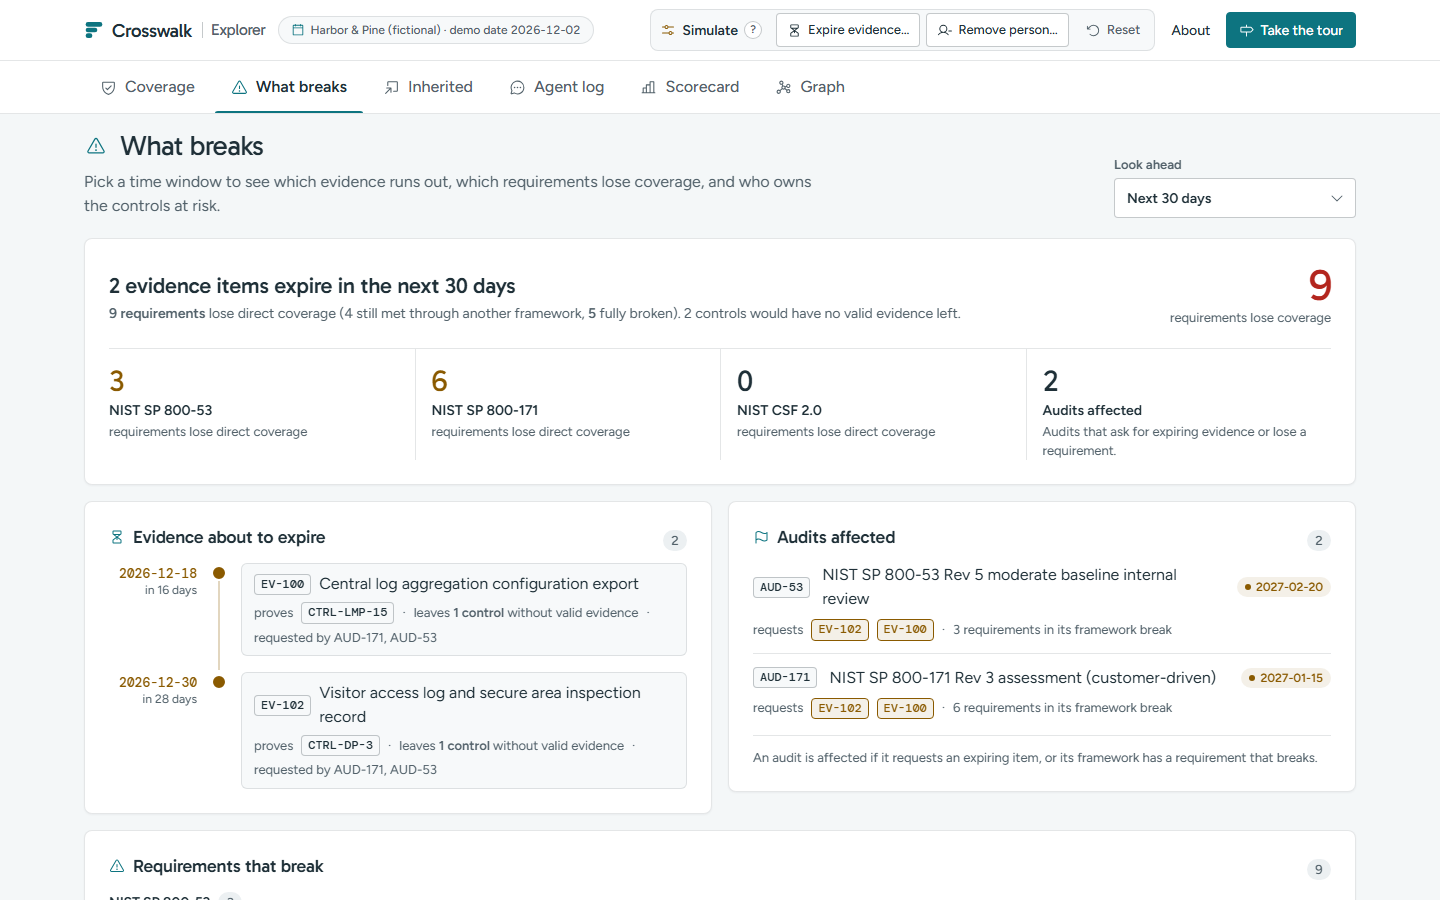 Crosswalk Explorer Harbor & Pine (fictional) · demo date 2026-12-02 Simulate ? Expire evidence... Remove person... Reset About Take the tour
Coverage What breaks Inherited Agent log Scorecard Graph
What breaks
Pick a time window to see which evidence runs out, which requirements lose coverage, and who owns
the controls at risk.
Look ahead
Next 30 days
2 evidence items expire in the next 30 days
9 requirements lose direct coverage (4 still met through another framework, 5 fully broken). 2 controls would have no valid evidence left.
9
requirements lose coverage
3
NIST SP 800-53
requirements lose direct coverage
6
NIST SP 800-171
requirements lose direct coverage
0
NIST CSF 2.0
requirements lose direct coverage
2
Audits affected
Audits that ask for expiring evidence or lose a
requirement.
Evidence about to expire 2
2026-12-18
in 16 days
EV-100 Central log aggregation configuration export
proves CTRL-LMP-15 · leaves 1 control without valid evidence ·
requested by AUD-171, AUD-53
2026-12-30
in 28 days
EV-102 Visitor access log and secure area inspection
record
proves CTRL-DP-3 · leaves 1 control without valid evidence ·
requested by AUD-171, AUD-53
Audits affected 2
AUD-53 NIST SP 800-53 Rev 5 moderate baseline internal
review
2027-02-20
requests EV-102 EV-100 · 3 requirements in its framework break
AUD-171 NIST SP 800-171 Rev 3 assessment (customer-driven) 2027-01-15
requests EV-102 EV-100 · 6 requirements in its framework break
An audit is affected if it requests an expiring item, or its framework has a requirement that breaks.
Requirements that break 9
NIST SP 800-53 3